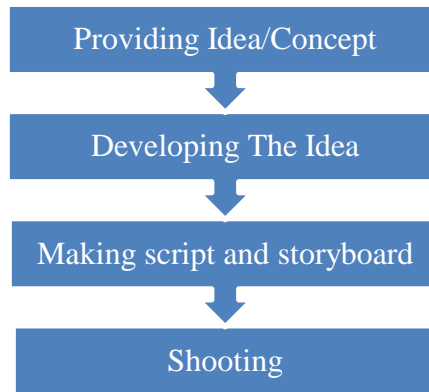 Providing Idea/Concept
Developing The Idea
Making script and storyboard
Shooting